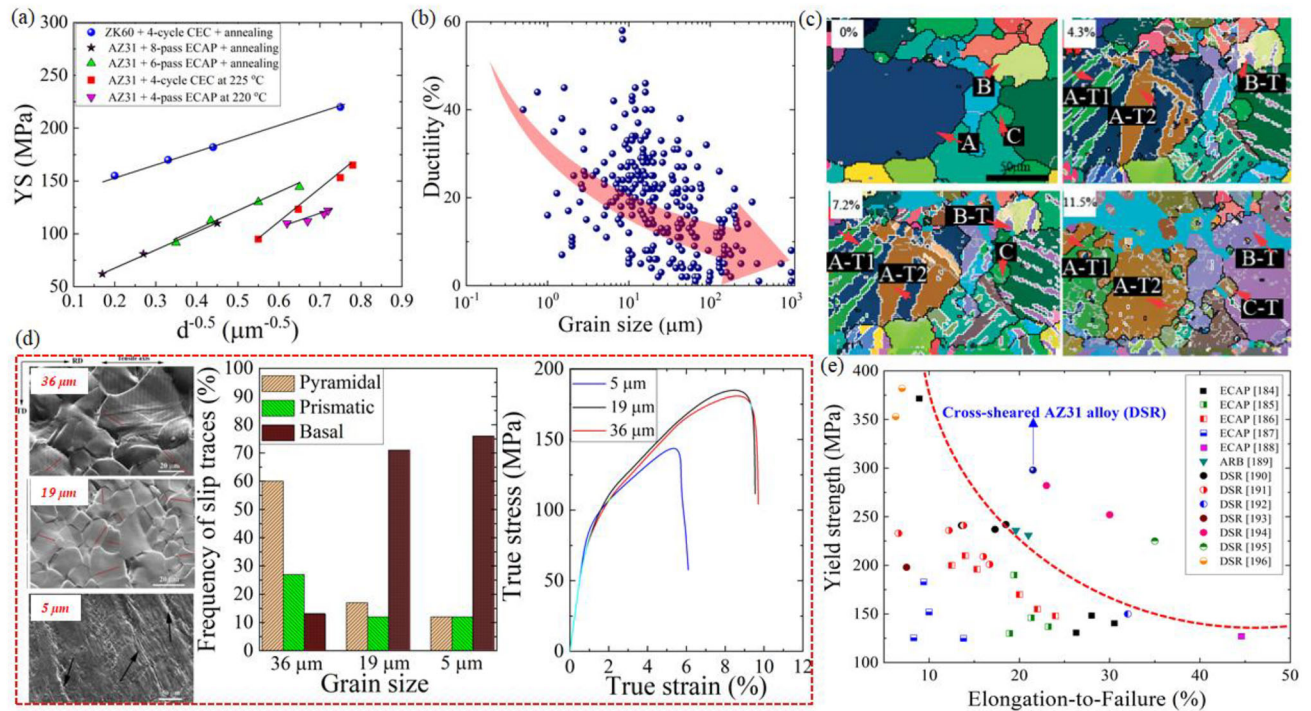 (a)
ZK60 + 4-cycle CEC + annealing
AZ31 + 8-pass ECAP + annealing
AZ31 + 6-pass ECAP + annealing
AZ31 + 4-cycle CEC at 225 °C
AZ31 + 4-pass ECAP at 220 °C
YS (MPa)
300
250
200
150
100
50
0.1 0.2 0.3 0.4 0.5 0.6 0.7 0.8 0.9
d^-0.5 (μm^-0.5)
(b)
Ductility (%)
60
50
40
30
20
10
0
10^-1 10^0 10^1 10^2 10^3
Grain size (μm)
(c)
0%
B
A
C
50μm
4.3%
A-T1
A-T2
B-T
7.2%
B-T
C
A-T1
A-T2
11.5%
A-T1
A-T2
B-T
C-T
(d)
RD
Tensile axis
TD
36 μm
20 μm
19 μm
20 μm
5 μm
Frequency of slip traces (%)
100
90
80
70
60
50
40
30
20
10
0
Pyramidal
Prismatic
Basal
36 μm 19 μm 5 μm
Grain size
True stress (MPa)
200
150
100
50
0
5 μm
19 μm
36 μm
0 2 4 6 8 10 12
True strain (%)
(e)
Yield strength (MPa)
400
350
300
250
200
150
100
Cross-sheared AZ31 alloy (DSR)
ECAP [184]
ECAP [185]
ECAP [186]
ECAP [187]
ECAP [188]
ARB [189]
DSR [190]
DSR [191]
DSR [192]
DSR [193]
DSR [194]
DSR [195]
DSR [196]
10 20 30 40 50
Elongation-to-Failure (%)